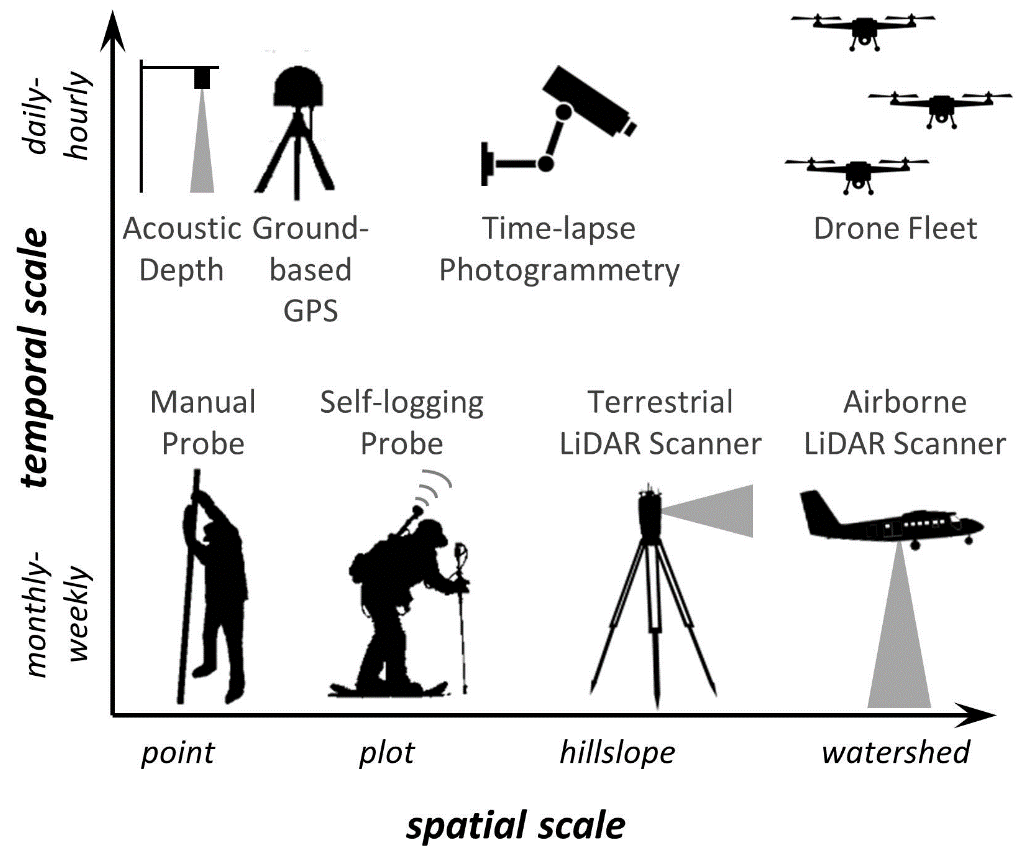 daily-
hourly
Acoustic
Depth
Ground-
based
GPS
Time-lapse
Photogrammetry
Drone Fleet
temporal scale
Manual
Probe
Self-logging
Probe
Terrestrial
LiDAR Scanner
Airborne
LiDAR Scanner
monthly-
weekly
point
plot
hillslope
watershed
spatial scale